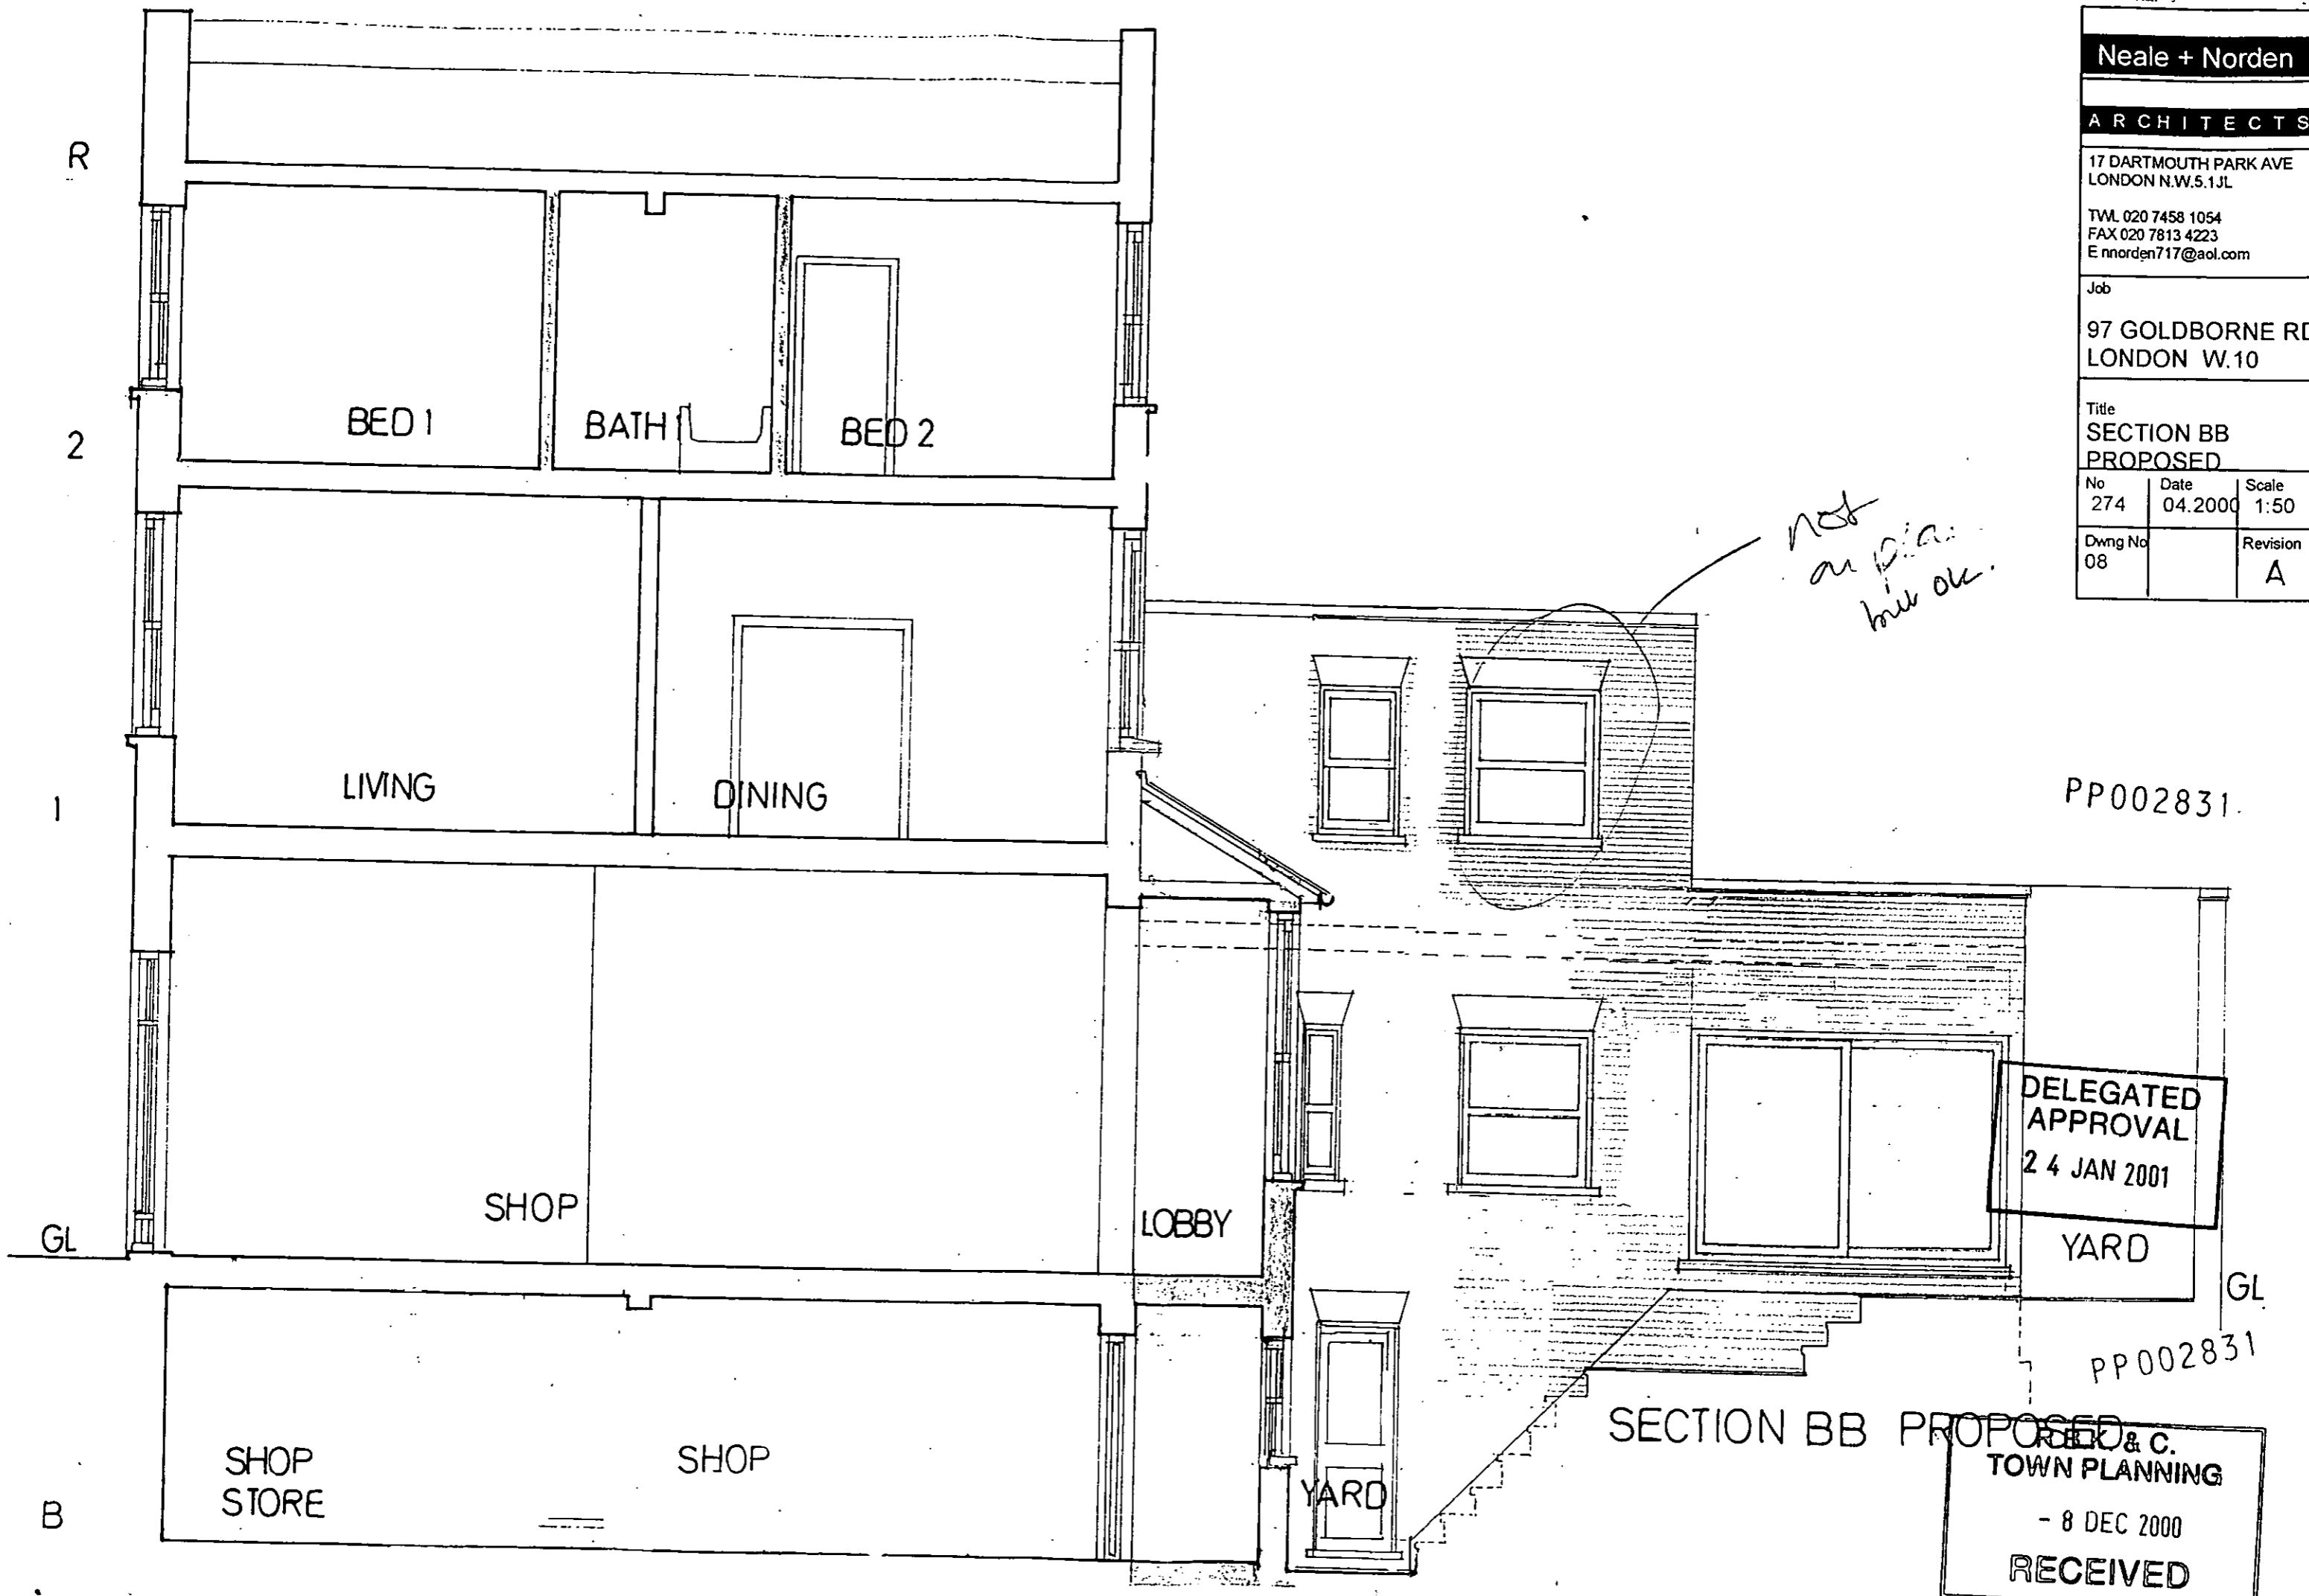 Neale + Norden
ARCHITECTS
17 DARTMOUTH PARK AVE
LONDON N.W.5.1JL
TWL 020 7458 1054
FAX 020 7813 4223
E nnorden717@aol.com
Job
97 GOLDBORNE RD
LONDON W.10
Title
SECTION BB
PROPOSED
No
274
Date
04.2000
Scale
1:50
Dwng No
08
Revision
A
R
BED 1
BATH
BED 2
2
not
on
ok.
PP002831
LIVING
DINING
1
DELEGATED
APPROVAL
24 JAN 2001
SHOP
LOBBY
YARD
GL
GL
PP002831
SECTION BB PROPOSED
SHOP
STORE
SHOP
YARD
B
R.B.K. & C.
TOWN PLANNING
- 8 DEC 2000
RECEIVED